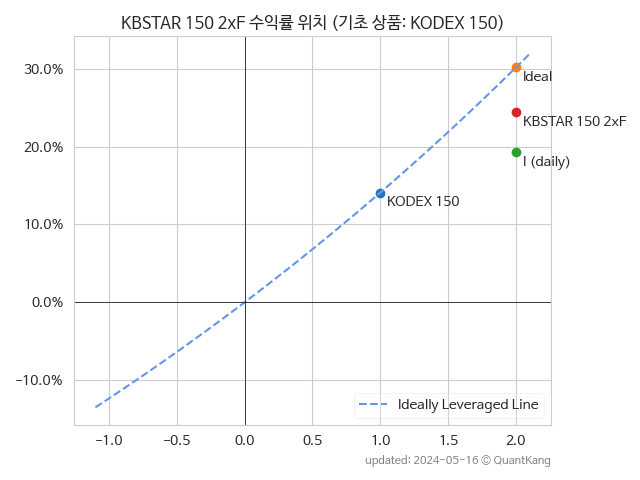 KBSTAR 150 2xF 수익률 위치 (기초 상품: KODEX 150)
30.0%
20.0%
10.0%
0.0%
−10.0%
Ideal
KBSTAR 150 2xF
I (daily)
KODEX 150
Ideally Leveraged Line
−1.0 −0.5 0.0 0.5 1.0 1.5 2.0
updated: 2024-05-16 © QuantKang